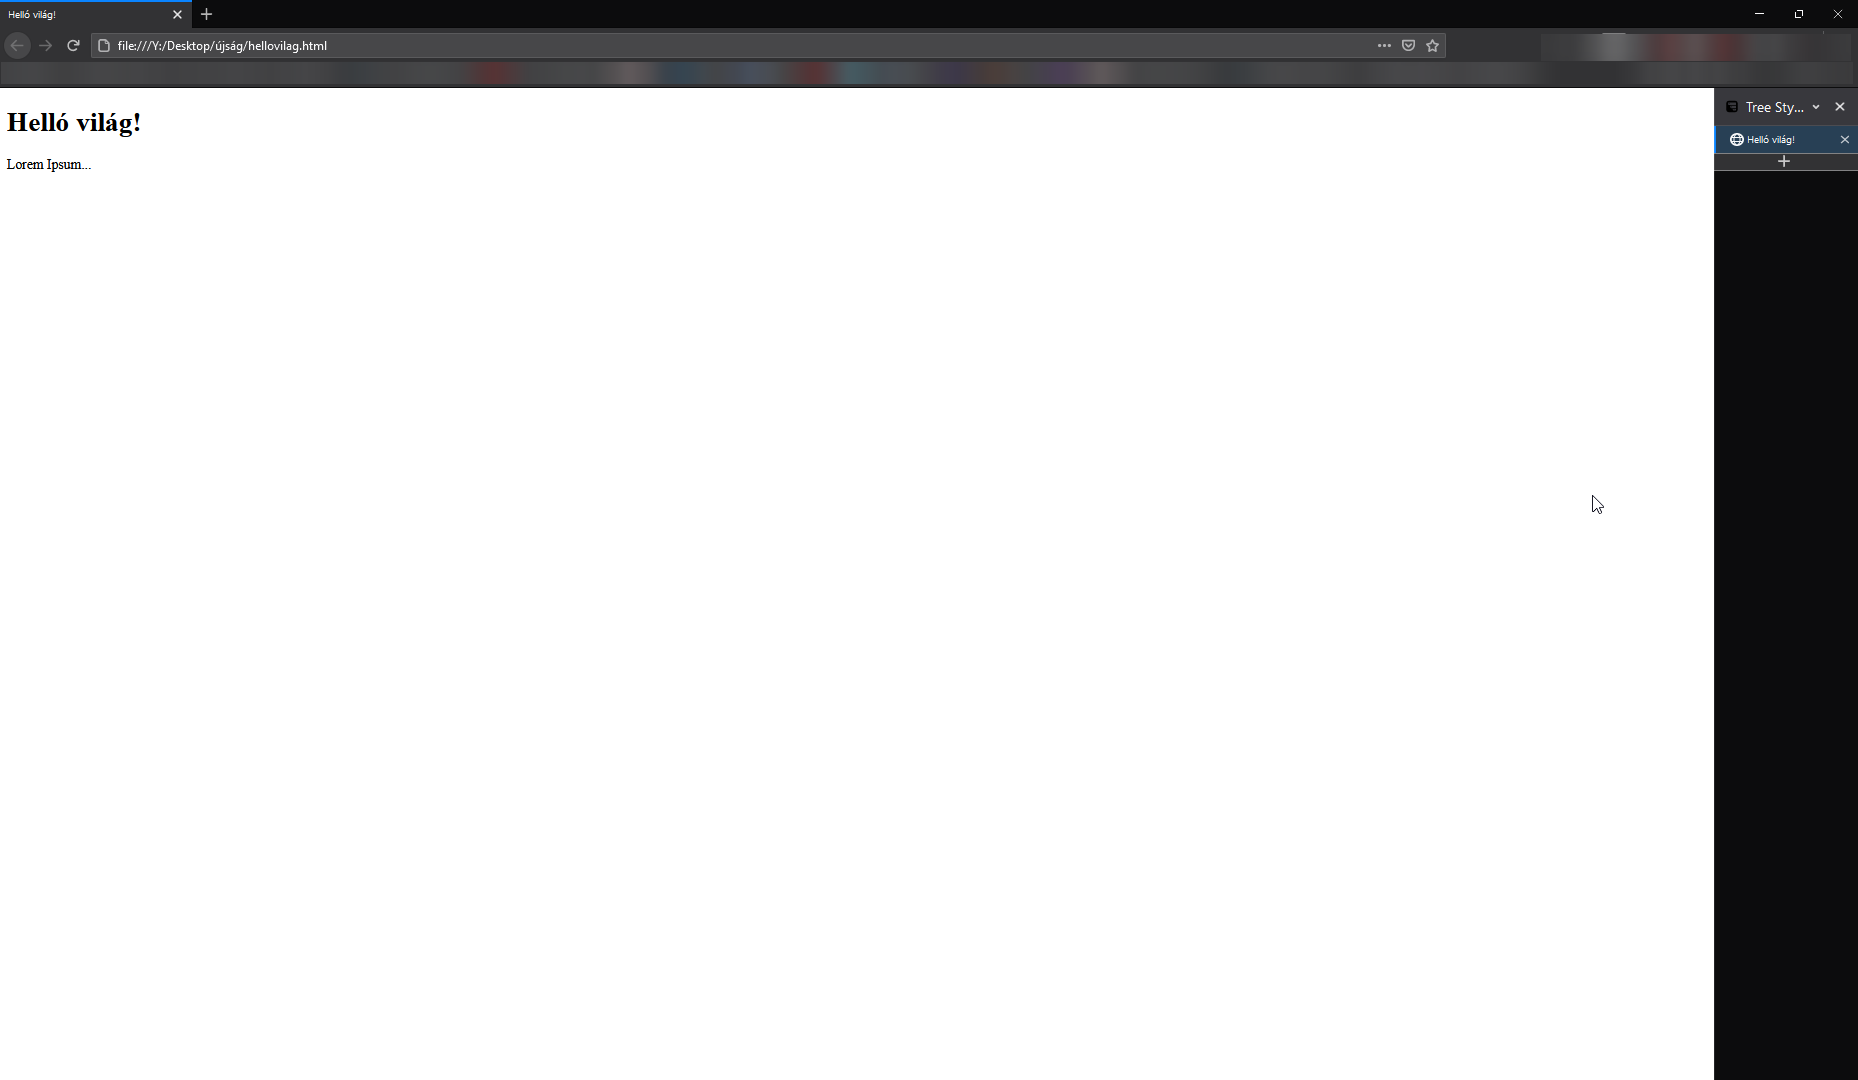 Helló világ!
file:///Y:/Desktop/újság/hellovilag.html
Helló világ!
Lorem Ipsum...
Tree Sty...
Helló világ!